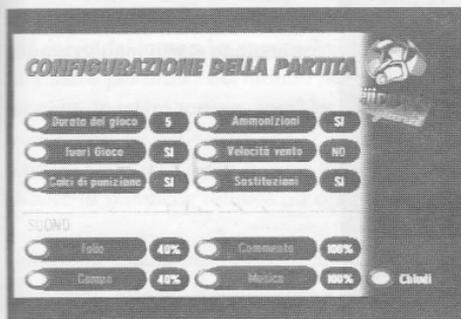 CONFIGURAZIONE DELLA PARTITA
Durata del gioco 5 Ammonizioni SI
Fuori Gioco SI Velocità vento NO
Calci di punizione SI Sostituzioni SI
SUONO
Folla 40% Commento 100%
Campo 40% Musica 100% Chiudi